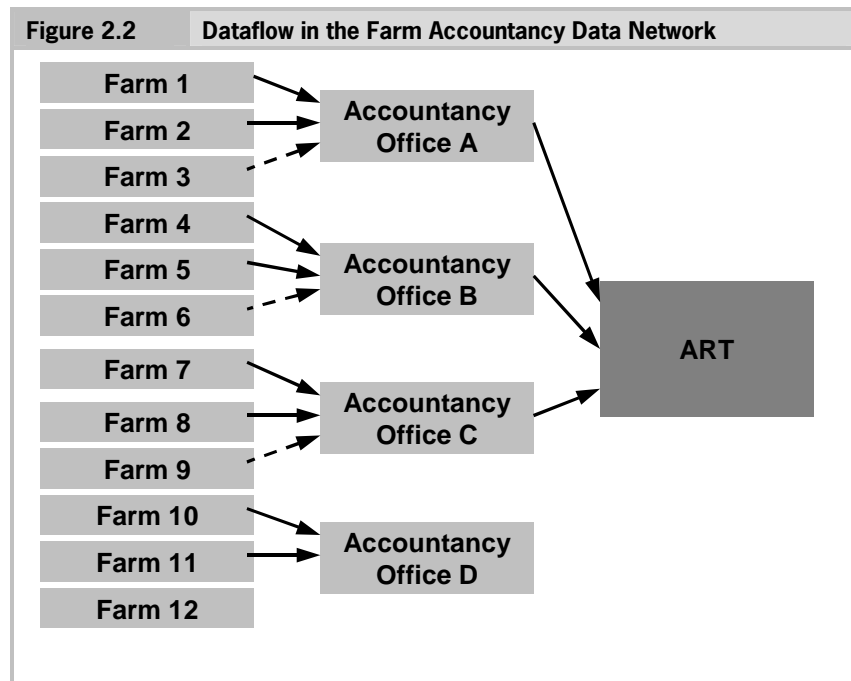 Figure 2.2 Dataflow in the Farm Accountancy Data Network
Farm 1
Farm 2
Farm 3
Farm 4
Farm 5
Farm 6
Farm 7
Farm 8
Farm 9
Farm 10
Farm 11
Farm 12
Accountancy
Office A
Accountancy
Office B
Accountancy
Office C
Accountancy
Office D
ART